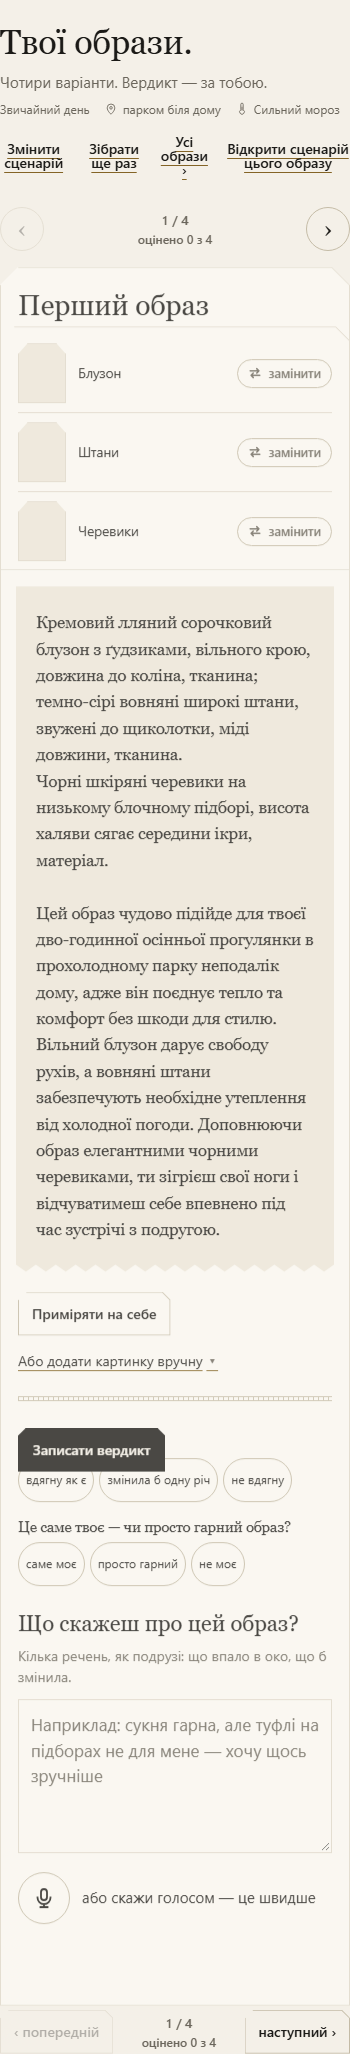 Твої образи.
Чотири варіанти. Вердикт — за тобою.
Звичайний день парком біля дому Сильний мороз
Змінити сценарій
Зібрати ще раз
Усі образи ›
Відкрити сценарій цього образу
‹ 1 / 4 ›
оцінено 0 з 4
Перший образ
Блузон замінити
Штани замінити
Черевики замінити
Кремовий лляний сорочковий
блузон з ґудзиками, вільного крою,
довжина до коліна, тканина;
темно-сірі вовняні широкі штани,
звужені до щиколотки, міді
довжини, тканина.
Чорні шкіряні черевики на
низькому блочному підборі, висота
халяви сягає середини ікри,
матеріал.
Цей образ чудово підійде для твоєї
дво-годинної осінньої прогулянки в
прохолодному парку неподалік
дому, адже він поєднує тепло та
комфорт без шкоди для стилю.
Вільний блузон дарує свободу
рухів, а вовняні штани
забезпечують необхідне утеплення
від холодної погоди. Доповнюючи
образ елегантними чорними
черевиками, ти зігрієш свої ноги і
відчуватимеш себе впевнено під
час зустрічі з подругою.
Приміряти на себе
Або додати картинку вручну ▾
Записати вердикт
вдягну як є змінила б одну річ не вдягну
Це саме твоє — чи просто гарний образ?
саме моє просто гарний не моє
Що скажеш про цей образ?
Кілька речень, як подрузі: що впало в око, що б
змінила.
Наприклад: сукня гарна, але туфлі на
підборах не для мене — хочу щось
зручніше
або скажи голосом — це швидше
‹ попередній 1 / 4 наступний ›
оцінено 0 з 4